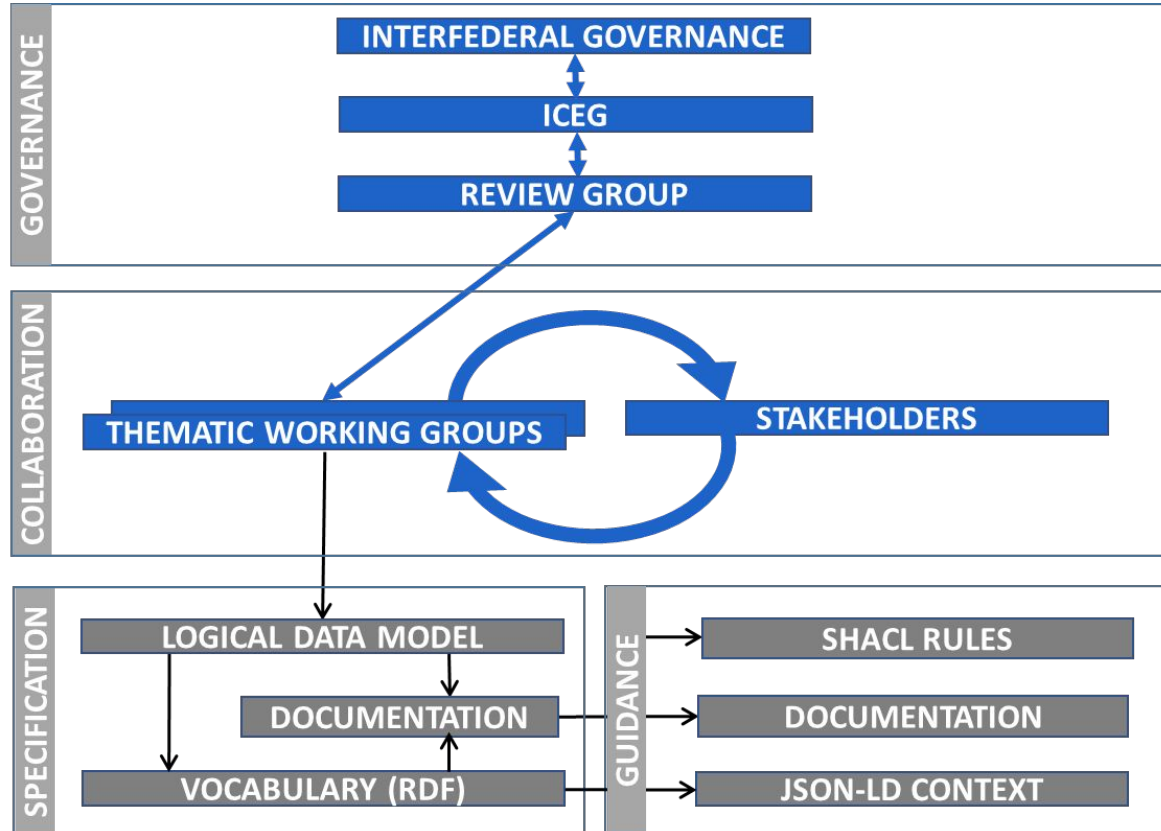 GOVERNANCE
INTERFEDERAL GOVERNANCE
ICEG
REVIEW GROUP
COLLABORATION
THEMATIC WORKING GROUPS
STAKEHOLDERS
SPECIFICATION
LOGICAL DATA MODEL
DOCUMENTATION
VOCABULARY (RDF)
GUIDANCE
SHACL RULES
DOCUMENTATION
JSON-LD CONTEXT